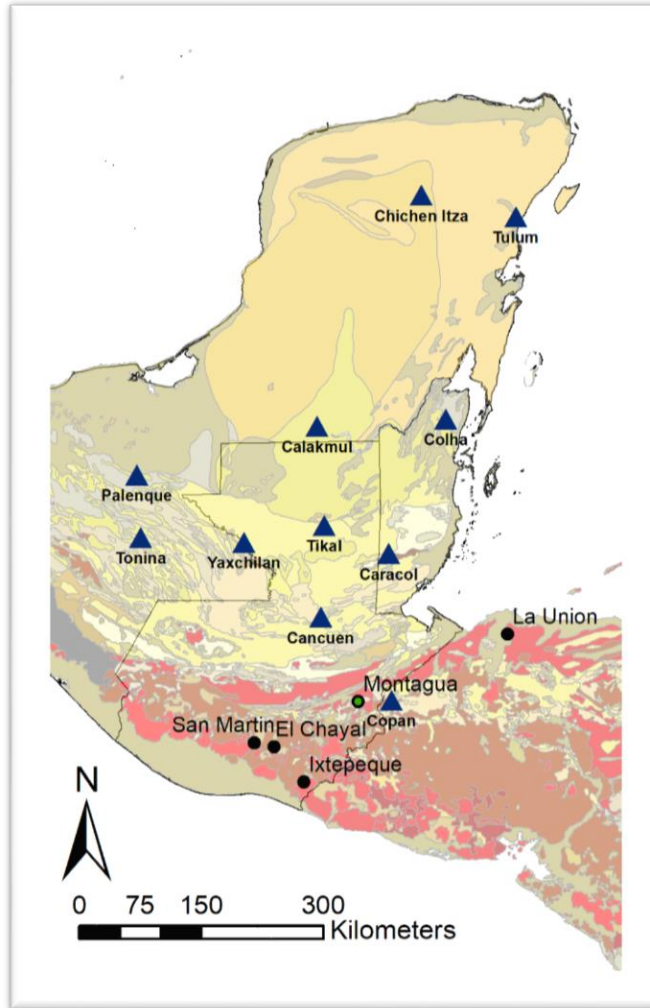 Chichen Itza
Tulum
Calakmul
Colha
Palenque
Tonina
Yaxchilan
Tikal
Caracol
Cancuen
La Union
Montagua
Copan
San Martin
El Chayal
Ixtepeque
N
0 75 150 300
Kilometers